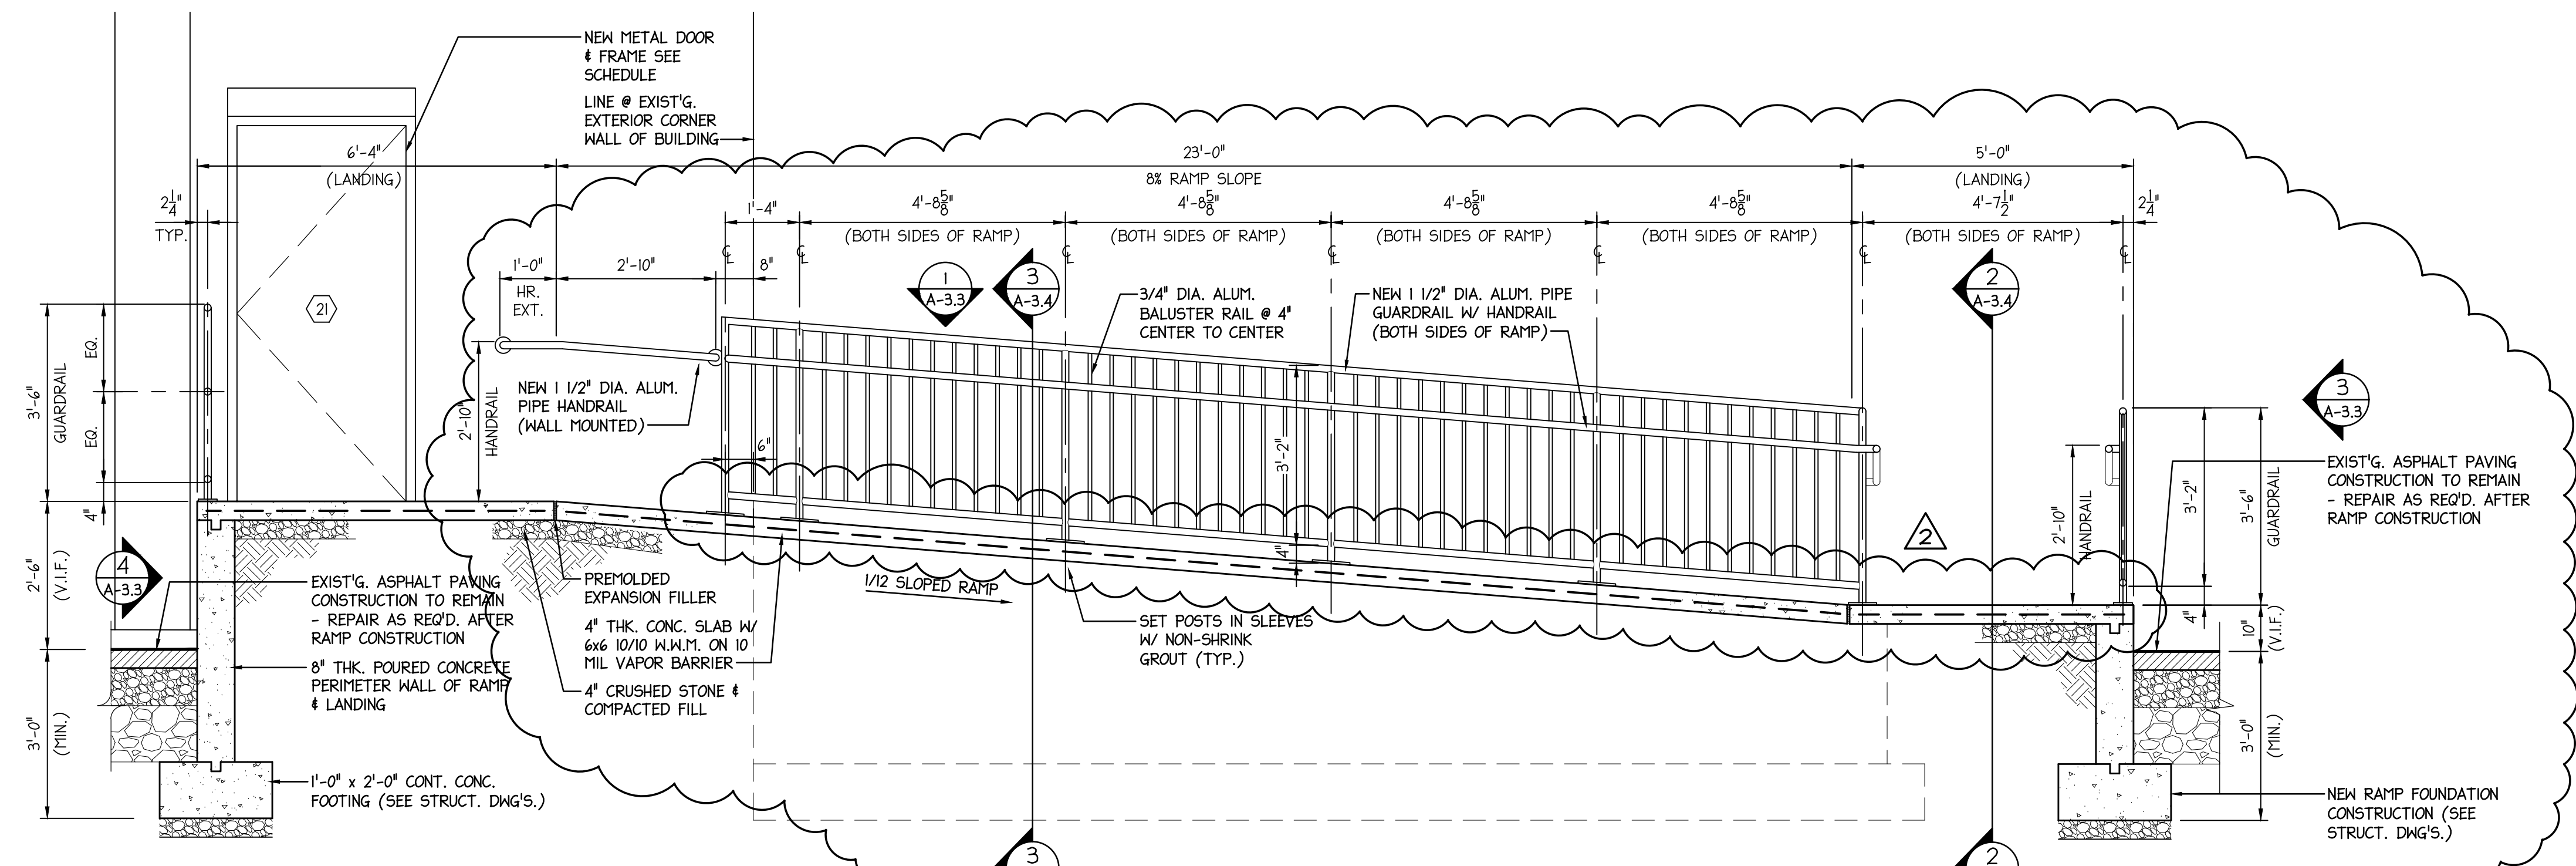 NEW METAL DOOR
& FRAME SEE
SCHEDULE
LINE @ EXIST'G.
EXTERIOR CORNER
WALL OF BUILDING
6'-4"
(LANDING)
23'-0"
8% RAMP SLOPE
5'-0"
(LANDING)
2 1/4"
TYP.
1'-4"
4'-8 5/8"
(BOTH SIDES OF RAMP)
4'-8 5/8"
(BOTH SIDES OF RAMP)
4'-8 5/8"
(BOTH SIDES OF RAMP)
4'-8 5/8"
(BOTH SIDES OF RAMP)
4'-7 1/2"
(BOTH SIDES OF RAMP)
2 1/4"
CL
CL
CL
CL
CL
CL
CL
1'-0"
HR.
EXT.
2'-10"
8"
1
A-3.3
3
A-3.4
2
A-3.4
21
3/4" DIA. ALUM.
BALUSTER RAIL @ 4"
CENTER TO CENTER
NEW 1 1/2" DIA. ALUM. PIPE
GUARDRAIL W/ HANDRAIL
(BOTH SIDES OF RAMP)
3'-6"
GUARDRAIL
EQ.
EQ.
4"
2'-6"
(V.I.F.)
3'-0"
(MIN.)
2'-10"
HANDRAIL
NEW 1 1/2" DIA. ALUM.
PIPE HANDRAIL
(WALL MOUNTED)
6"
3'-2"
4"
3
A-3.3
EXIST'G. ASPHALT PAVING
CONSTRUCTION TO REMAIN
- REPAIR AS REQ'D. AFTER
RAMP CONSTRUCTION
2
2'-10"
HANDRAIL
3'-2"
4"
3'-6"
GUARDRAIL
10"
(V.I.F.)
3'-0"
(MIN.)
4
A-3.3
EXIST'G. ASPHALT PAVING
CONSTRUCTION TO REMAIN
- REPAIR AS REQ'D. AFTER
RAMP CONSTRUCTION
8" THK. POURED CONCRETE
PERIMETER WALL OF RAMP
& LANDING
1'-0" x 2'-0" CONT. CONC.
FOOTING (SEE STRUCT. DWG'S.)
PREMOLDED
EXPANSION FILLER
4" THK. CONC. SLAB W/
6x6 10/10 W.W.M. ON 10
MIL VAPOR BARRIER
4" CRUSHED STONE &
COMPACTED FILL
1/12 SLOPED RAMP
SET POSTS IN SLEEVES
W/ NON-SHRINK
GROUT (TYP.)
NEW RAMP FOUNDATION
CONSTRUCTION (SEE
STRUCT. DWG'S.)
3
2